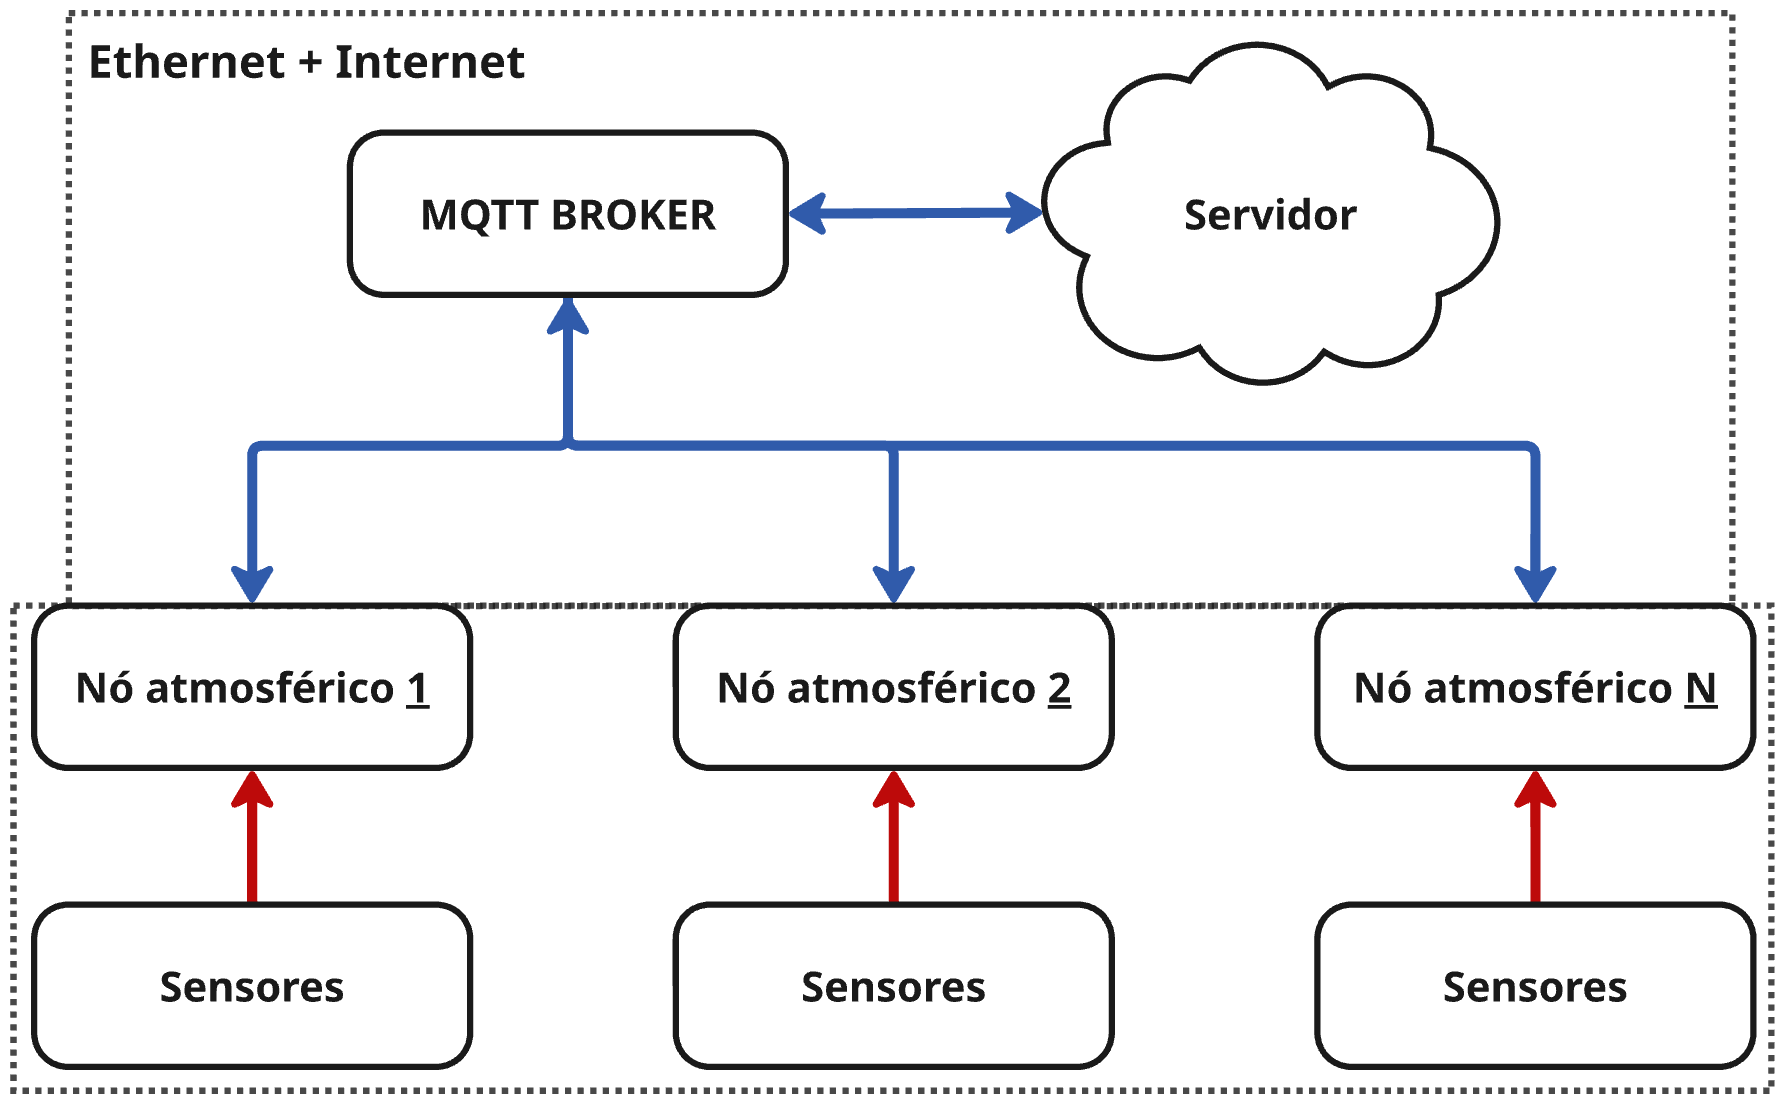 Ethernet + Internet
MQTT BROKER
Servidor
Nó atmosférico 1
Nó atmosférico 2
Nó atmosférico N
Sensores
Sensores
Sensores